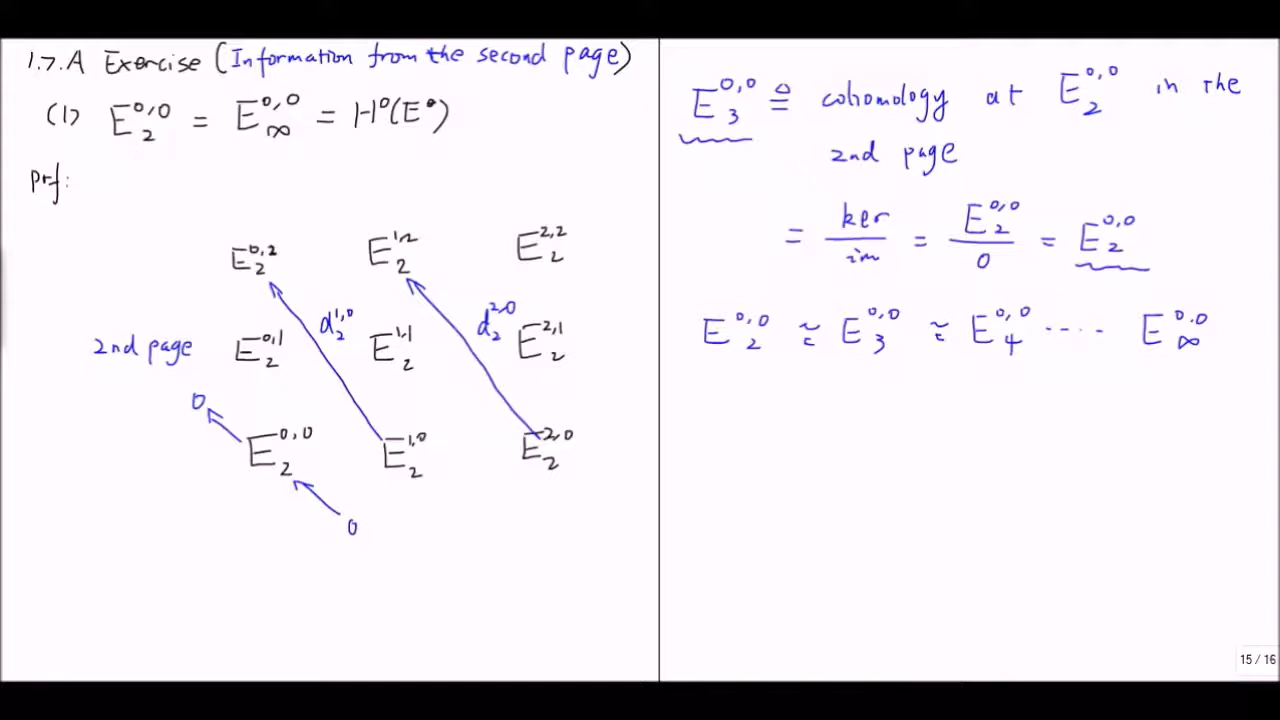 1.7.A Exercise (Information from the second page)
(1) E_2^{0,0} = E_∞^{0,0} = H^0(E^•)
Prf:
E_2^{0,2} E_2^{1,2} E_2^{2,2}
d_2^{1,0} d_2^{2,0}
2nd page E_2^{0,1} E_2^{1,1} E_2^{2,1}
0
E_2^{0,0} E_2^{1,0} E_2^{2,0}
0
E_3^{0,0} ≙ cohomology at E_2^{0,0} in the
2nd page
= ker/im = E_2^{0,0}/0 = E_2^{0,0}
E_2^{0,0} ≅ E_3^{0,0} ≅ E_4^{0,0} ..... E_∞^{0,0}
15 / 16